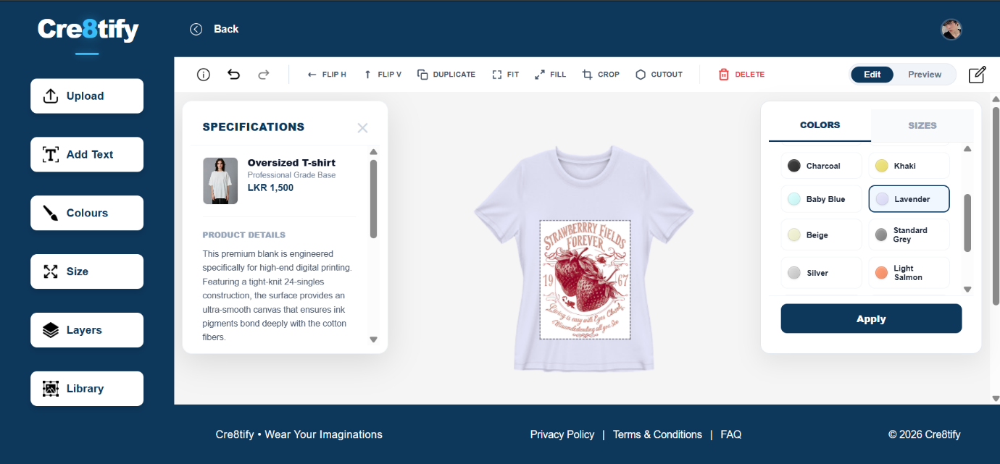 Cre8tify
Back
Upload
Add Text
Colours
Size
Layers
Library
FLIP H
FLIP V
DUPLICATE
FIT
FILL
CROP
CUTOUT
DELETE
Edit
Preview
SPECIFICATIONS
Oversized T-shirt
Professional Grade Base
LKR 1,500
PRODUCT DETAILS
This premium blank is engineered
specifically for high-end digital printing.
Featuring a tight-knit 24-singles
construction, the surface provides an
ultra-smooth canvas that ensures ink
pigments bond deeply with the cotton
fibers.
STRAWBERRRY FIELDS
FOREVER
19 67
Living is easy with Eyes Closed,
Misunderstanding all you See
COLORS
SIZES
Charcoal
Khaki
Baby Blue
Lavender
Beige
Standard
Grey
Silver
Light
Salmon
Apply
Cre8tify • Wear Your Imaginations
Privacy Policy | Terms & Conditions | FAQ
© 2026 Cre8tify